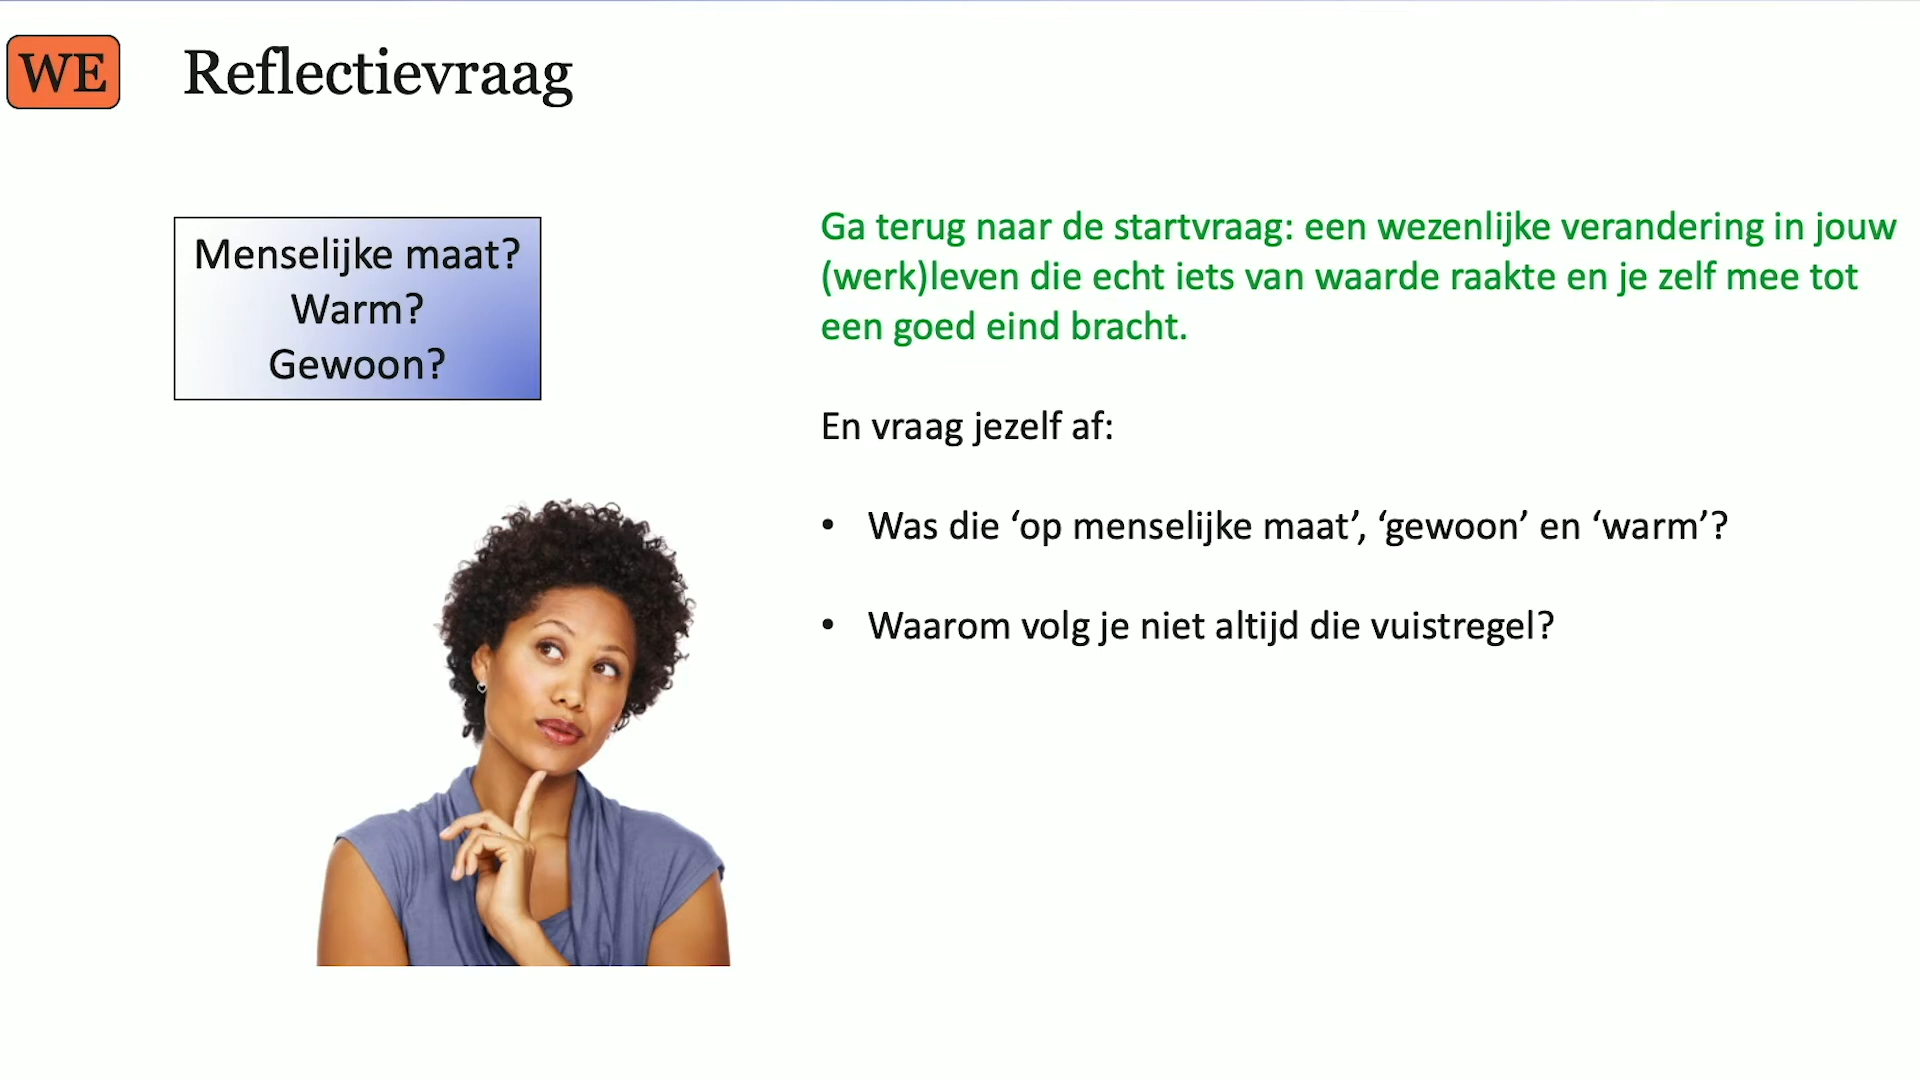 WE
Reflectievraag
Menselijke maat?
Warm?
Gewoon?
Ga terug naar de startvraag: een wezenlijke verandering in jouw
(werk)leven die echt iets van waarde raakte en je zelf mee tot
een goed eind bracht.
En vraag jezelf af:
• Was die ‘op menselijke maat’, ‘gewoon’ en ‘warm’?
• Waarom volg je niet altijd die vuistregel?